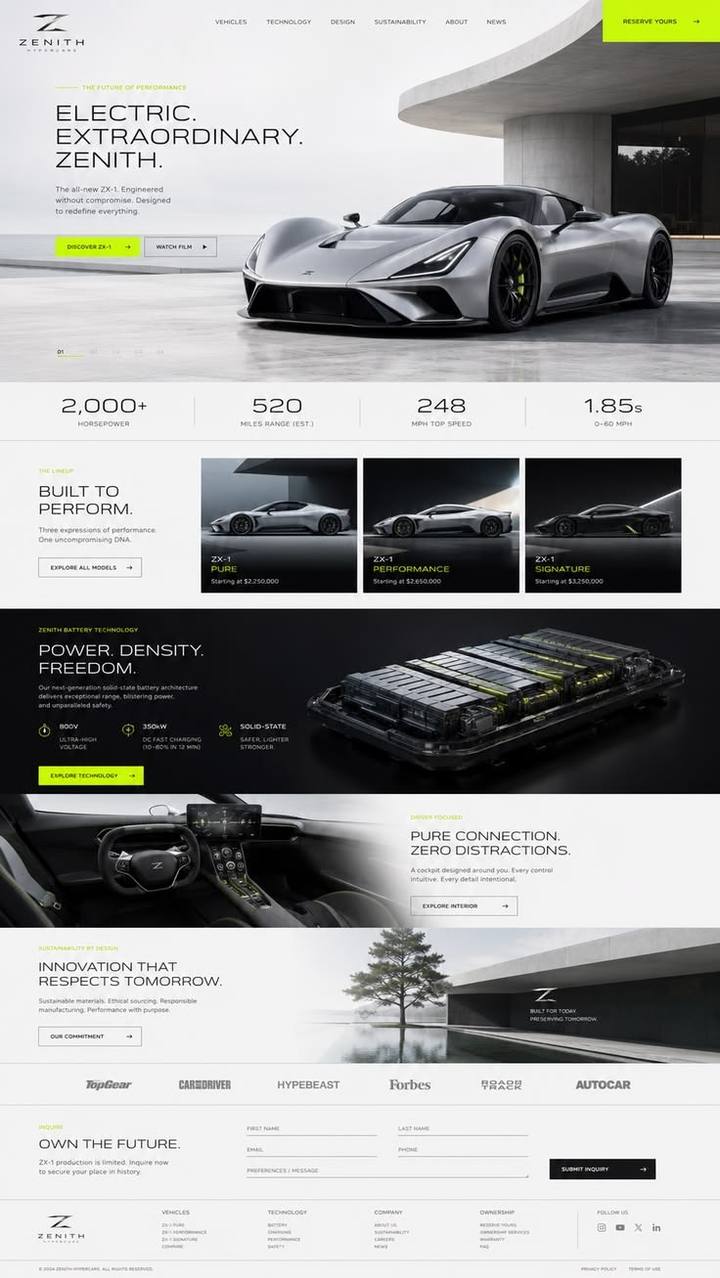 ZENITH
HYPERCARS
VEHICLES
TECHNOLOGY
DESIGN
SUSTAINABILITY
ABOUT
NEWS
RESERVE YOURS →
THE FUTURE OF PERFORMANCE
ELECTRIC.
EXTRAORDINARY.
ZENITH.
The all-new ZX-1. Engineered
without compromise. Designed
to redefine everything.
DISCOVER ZX-1 →
WATCH FILM ▶
01 02 03 04 05
2,000+
HORSEPOWER
520
MILES RANGE (EST.)
248
MPH TOP SPEED
1.85s
0–60 MPH
THE LINEUP
BUILT TO
PERFORM.
Three expressions of performance.
One uncompromising DNA.
EXPLORE ALL MODELS →
ZX-1
PURE
Starting at $2,250,000
ZX-1
PERFORMANCE
Starting at $2,650,000
ZX-1
SIGNATURE
Starting at $3,250,000
ZENITH BATTERY TECHNOLOGY
POWER. DENSITY.
FREEDOM.
Our next-generation solid-state battery architecture
delivers exceptional range, blistering power,
and unparalleled safety.
800V
ULTRA-HIGH
VOLTAGE
350kW
DC FAST CHARGING
(10–80% IN 12 MIN)
SOLID-STATE
SAFER, LIGHTER
STRONGER.
EXPLORE TECHNOLOGY →
DRIVER FOCUSED
PURE CONNECTION.
ZERO DISTRACTIONS.
A cockpit designed around you. Every control
intuitive. Every detail intentional.
EXPLORE INTERIOR →
SUSTAINABILITY BY DESIGN
INNOVATION THAT
RESPECTS TOMORROW.
Sustainable materials. Ethical sourcing. Responsible
manufacturing. Performance with purpose.
OUR COMMITMENT →
BUILT FOR TODAY.
PRESERVING TOMORROW.
TopGear
CAR AND DRIVER
HYPEBEAST
Forbes
ROAD &
TRACK
AUTOCAR
INQUIRE
OWN THE FUTURE.
ZX-1 production is limited. Inquire now
to secure your place in history.
FIRST NAME
LAST NAME
EMAIL
PHONE
PREFERENCES / MESSAGE
SUBMIT INQUIRY →
ZENITH
HYPERCARS
VEHICLES
ZX-1 PURE
ZX-1 PERFORMANCE
ZX-1 SIGNATURE
COMPARE
TECHNOLOGY
BATTERY
CHARGING
PERFORMANCE
SAFETY
COMPANY
ABOUT US
SUSTAINABILITY
CAREERS
NEWS
OWNERSHIP
RESERVE YOURS
OWNERSHIP SERVICES
WARRANTY
FAQ
FOLLOW US
© 2024 ZENITH HYPERCARS. ALL RIGHTS RESERVED.
PRIVACY POLICY
TERMS OF USE